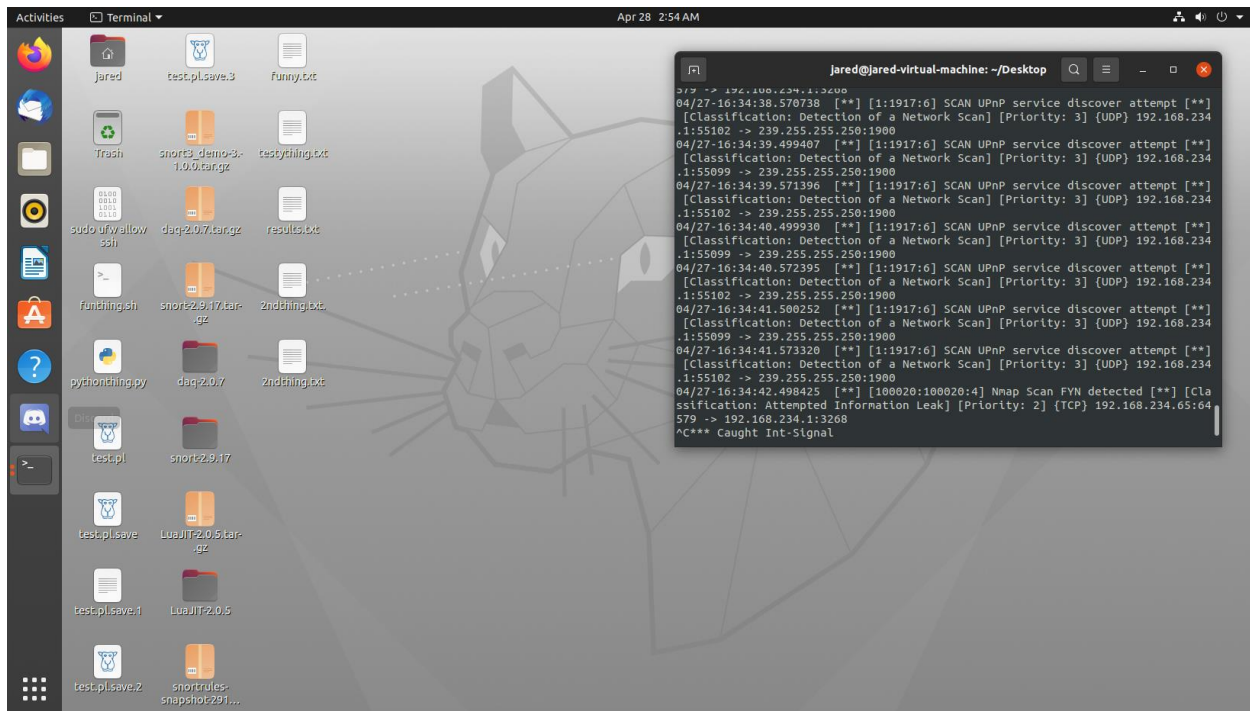 Activities
Terminal
Apr 28 2:54 AM
jared
test.pl.save.3
funny.txt
Trash
snort3_demo-3.-
1.0.0.tar.gz
testything.txt
sudo ufw allow
ssh
daq-2.0.7.tar.gz
results.txt
funthing.sh
snort-2.9.17.tar-
.gz
2ndthing.txt.
pythonthing.py
daq-2.0.7
2ndthing.txt
test.pl
snort-2.9.17
test.pl.save
LuaJIT-2.0.5.tar-
.gz
test.pl.save.1
LuaJIT-2.0.5
test.pl.save.2
snortrules-
snapshot-291...
jared@jared-virtual-machine: ~/Desktop
579 -> 192.168.234.1:3268
04/27-16:34:38.570738 [**] [1:1917:6] SCAN UPnP service discover attempt [**]
[Classification: Detection of a Network Scan] [Priority: 3] {UDP} 192.168.234
.1:55102 -> 239.255.255.250:1900
04/27-16:34:39.499407 [**] [1:1917:6] SCAN UPnP service discover attempt [**]
[Classification: Detection of a Network Scan] [Priority: 3] {UDP} 192.168.234
.1:55099 -> 239.255.255.250:1900
04/27-16:34:39.571396 [**] [1:1917:6] SCAN UPnP service discover attempt [**]
[Classification: Detection of a Network Scan] [Priority: 3] {UDP} 192.168.234
.1:55102 -> 239.255.255.250:1900
04/27-16:34:40.499930 [**] [1:1917:6] SCAN UPnP service discover attempt [**]
[Classification: Detection of a Network Scan] [Priority: 3] {UDP} 192.168.234
.1:55099 -> 239.255.255.250:1900
04/27-16:34:40.572395 [**] [1:1917:6] SCAN UPnP service discover attempt [**]
[Classification: Detection of a Network Scan] [Priority: 3] {UDP} 192.168.234
.1:55102 -> 239.255.255.250:1900
04/27-16:34:41.500252 [**] [1:1917:6] SCAN UPnP service discover attempt [**]
[Classification: Detection of a Network Scan] [Priority: 3] {UDP} 192.168.234
.1:55099 -> 239.255.255.250:1900
04/27-16:34:41.573320 [**] [1:1917:6] SCAN UPnP service discover attempt [**]
[Classification: Detection of a Network Scan] [Priority: 3] {UDP} 192.168.234
.1:55102 -> 239.255.255.250:1900
04/27-16:34:42.498425 [**] [100020:100020:4] Nmap Scan FYN detected [**] [Cla
ssification: Attempted Information Leak] [Priority: 2] {TCP} 192.168.234.65:64
579 -> 192.168.234.1:3268
^C*** Caught Int-Signal